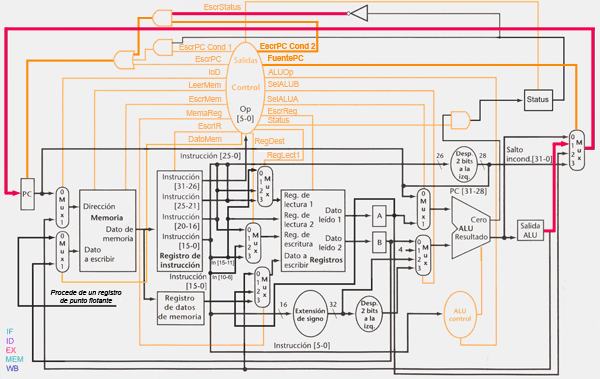 EscrStatus
EscrPC Cond 1
EscrPC Cond 2
EscrPC
Salidas
FuentePC
IoD
ALUOp
LeerMem
Control
SelALUB
EscrMem
SelALUA
MemaReg
Op
[5-0]
EscrReg
EscrIR
Status
Status
DatoMem
RegDest
RegLect1
Instrucción [25-0]
26
Desp.
2 bits
a la
izq.
28
Salto
incond.[31-0]
0
1
2
3
Mux
PC [31-28]
PC
0
Mux
1
Dirección
Memoria
Dato de
memoria
Dato
a escribir
0
Mux
1
Instrucción
[31-26]
Instrucción
[25-21]
Instrucción
[20-16]
Instrucción
[15-0]
Registro de
instrucción
0
1
2
3
Mux
Reg. de
lectura 1
Reg. de
lectura 2
Reg. de
escritura
Dato a
escribir
Dato
leído 1
Dato
leído 2
Registros
A
B
0
1
2
3
Mux
4
0
1
2
3
Mux
Cero
ALU
Resultado
Salida
ALU
In [15-11]
In [10-6]
0
1
2
3
Mux
0
1
2
3
Mux
Instrucción
[15-0]
Registro
de datos
de memoria
Procede de un registro
de punto flotante
16
Extensión
de signo
32
Desp.
2 bits
a la
izq.
ALU
control
Instrucción [5-0]
IF
ID
EX
MEM
WB